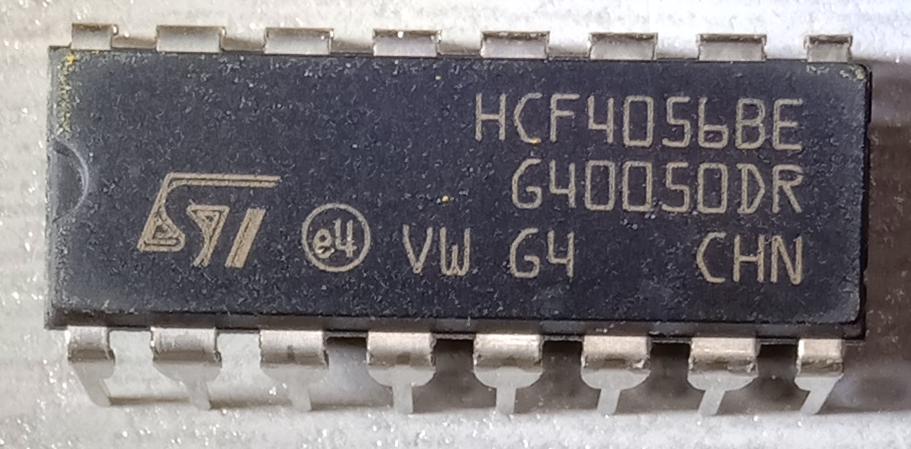 HCF4056BE
G40050DR
ST e4 VW G4 CHN